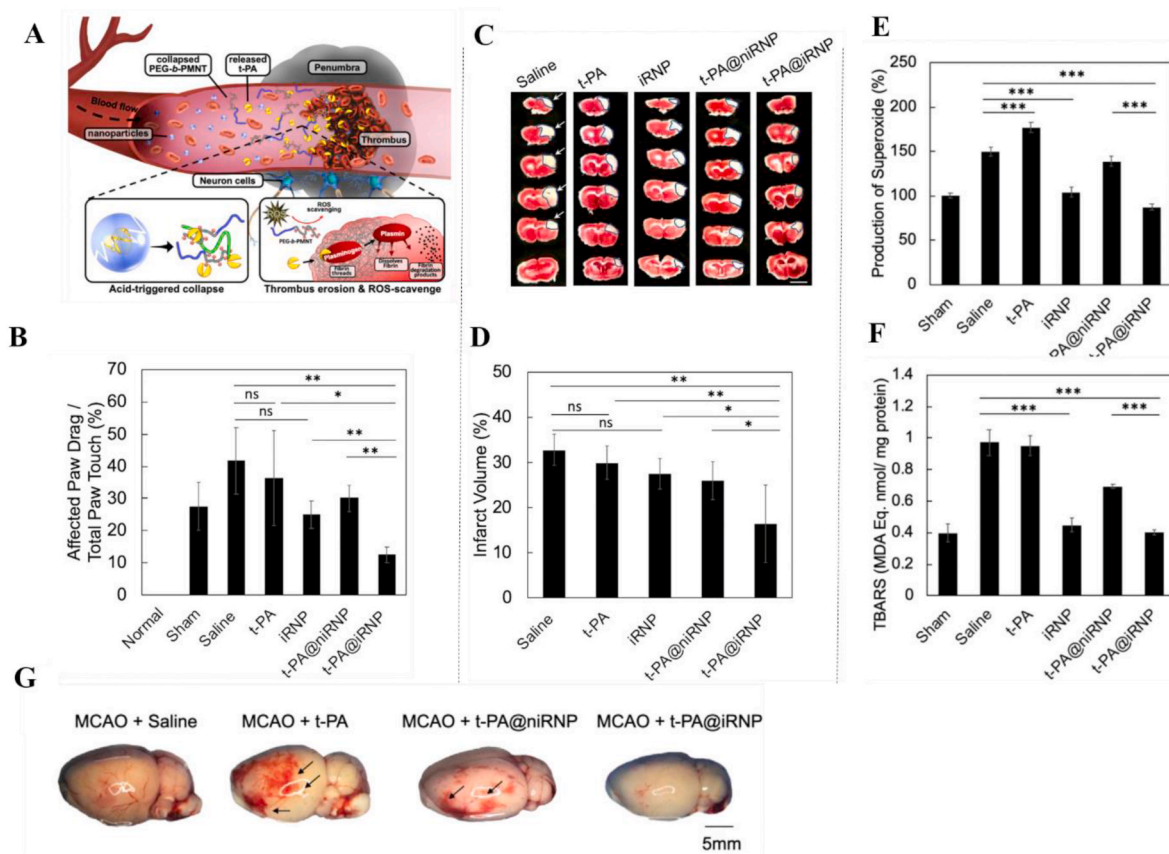 A
collapsed
PEG-b-PMNT
released
t-PA
Penumbra
Blood flow
nanoparticles
Thrombus
Neuron cells
ROS
scavenging
PEG-b-PMNT
Plasminogen
Plasmin
Fibrin
threads
Dissolves
Fibrin
Fibrin
degradation
products
Acid-triggered collapse
Thrombus erosion & ROS-scavenge
C
Saline
t-PA
iRNP
t-PA@niRNP
t-PA@iRNP
E
Production of Superoxide (%)
250
200
150
100
50
0
***
***
***
***
Sham
Saline
t-PA
iRNP
PA@niRNP
t-PA@iRNP
B
Affected Paw Drag /
Total Paw Touch (%)
70
60
50
40
30
20
10
0
**
ns
*
ns
**
**
Normal
Sham
Saline
t-PA
iRNP
t-PA@niRNP
t-PA@iRNP
D
Infarct Volume (%)
50
40
30
20
10
0
**
ns
**
ns
*
*
Saline
t-PA
iRNP
t-PA@niRNP
t-PA@iRNP
F
TBARS (MDA Eq. nmol/ mg protein)
1.4
1.2
1
0.8
0.6
0.4
0.2
0
***
***
***
Sham
Saline
t-PA
iRNP
t-PA@niRNP
t-PA@iRNP
G
MCAO + Saline
MCAO + t-PA
MCAO + t-PA@niRNP
MCAO + t-PA@iRNP
5mm